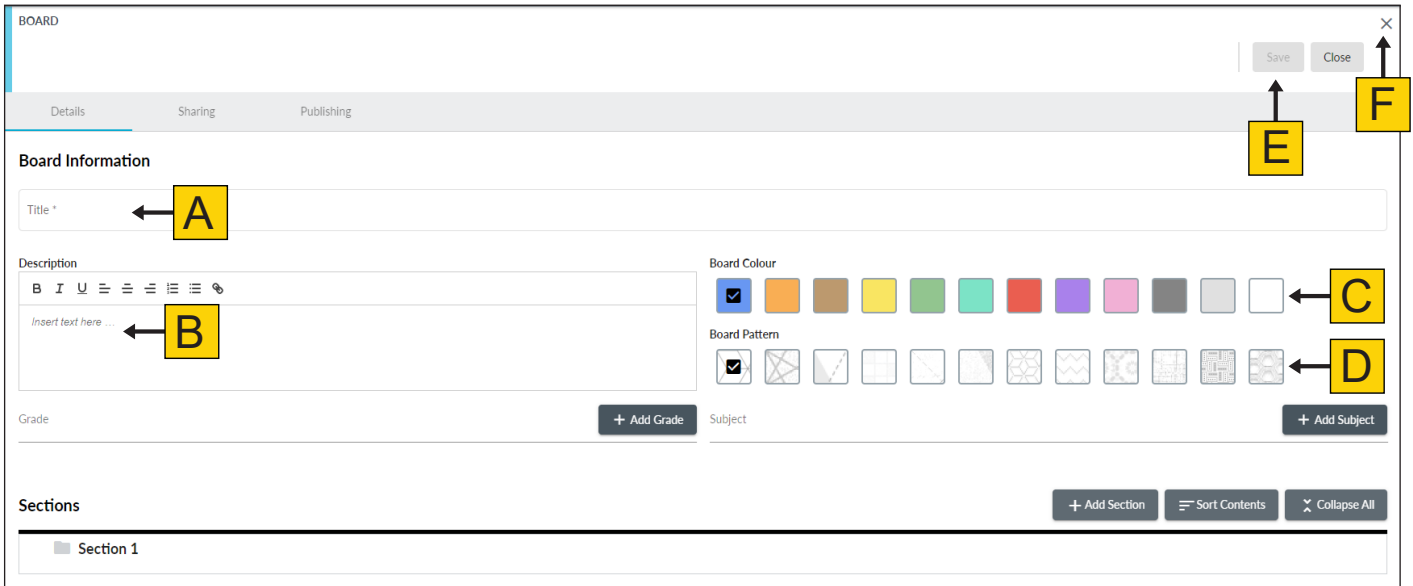 BOARD
Save Close
F
Details Sharing Publishing
E
Board Information
Title * A
Description Board Colour
B I U
C
Insert text here ... B
Board Pattern
D
Grade + Add Grade Subject + Add Subject
Sections + Add Section Sort Contents Collapse All
Section 1